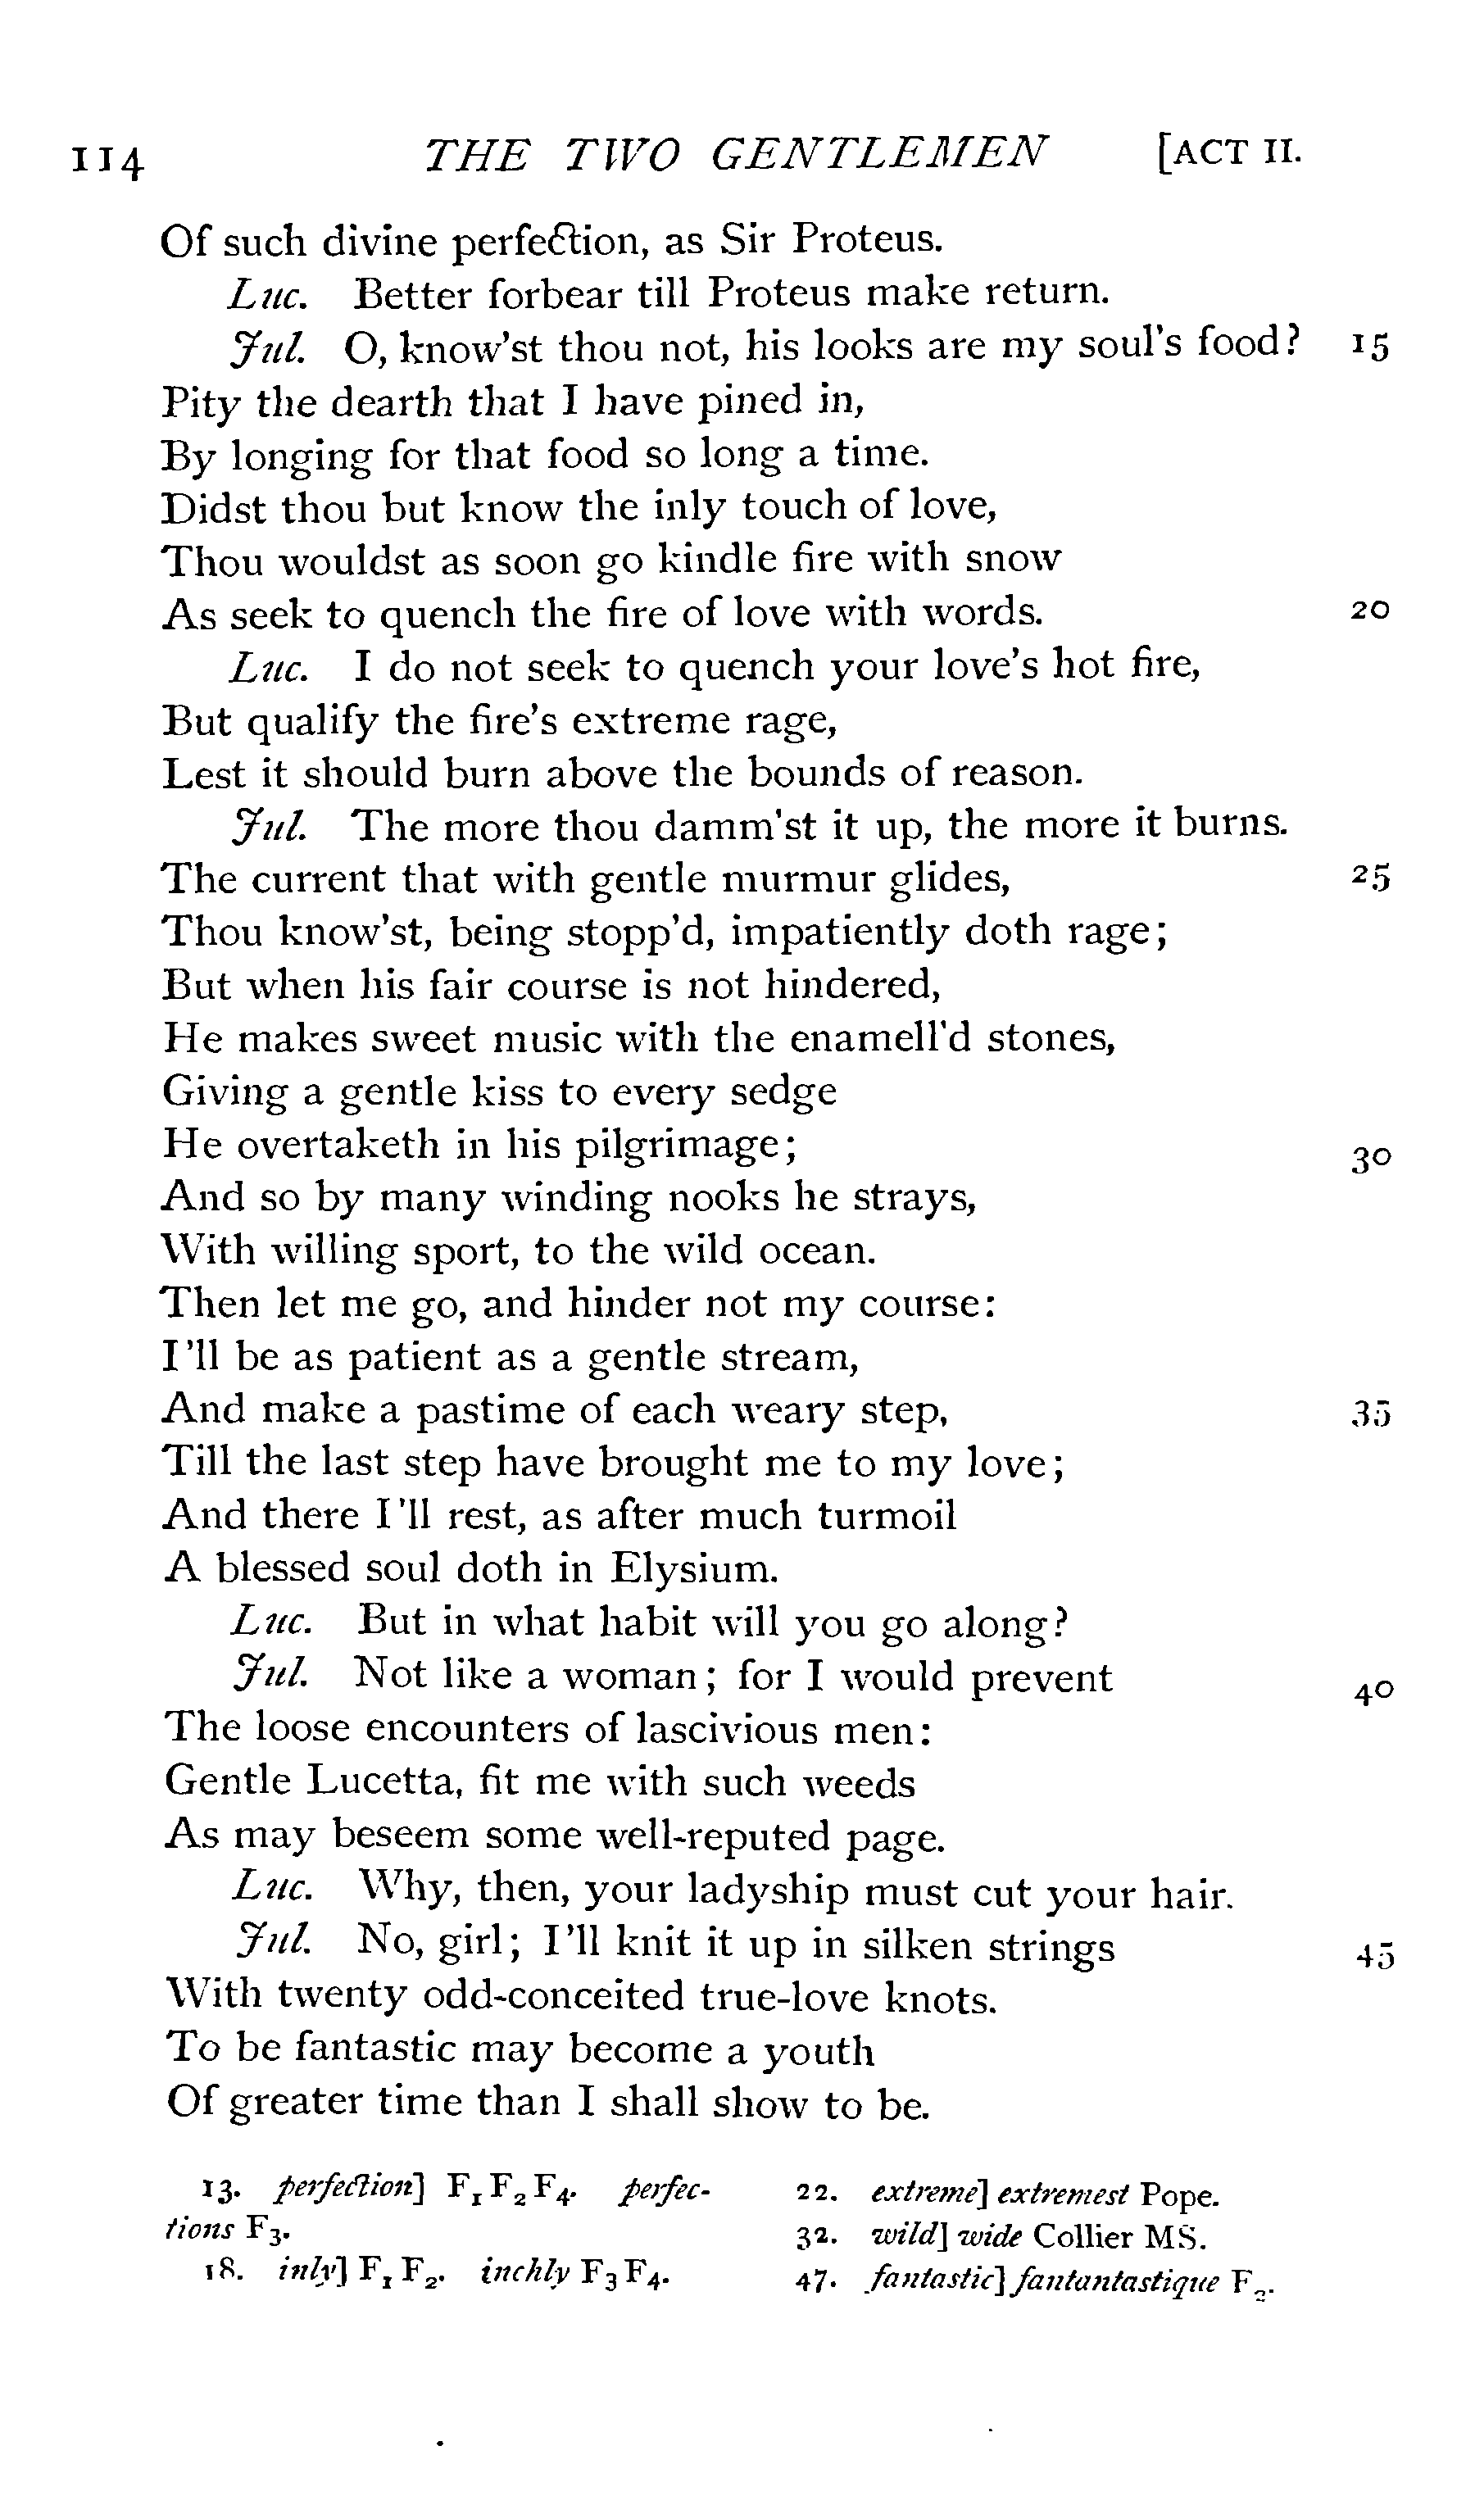 114 THE TWO GENTLEMEN [ACT II.
Of such divine perfection, as Sir Proteus.
Luc. Better forbear till Proteus make return.
Jul. O, know'st thou not, his looks are my soul's food? 15
Pity the dearth that I have pined in,
By longing for that food so long a time.
Didst thou but know the inly touch of love,
Thou wouldst as soon go kindle fire with snow
As seek to quench the fire of love with words. 20
Luc. I do not seek to quench your love's hot fire,
But qualify the fire's extreme rage,
Lest it should burn above the bounds of reason.
Jul. The more thou damm'st it up, the more it burns.
The current that with gentle murmur glides, 25
Thou know'st, being stopp'd, impatiently doth rage;
But when his fair course is not hindered,
He makes sweet music with the enamell'd stones,
Giving a gentle kiss to every sedge
He overtaketh in his pilgrimage; 30
And so by many winding nooks he strays,
With willing sport, to the wild ocean.
Then let me go, and hinder not my course:
I'll be as patient as a gentle stream,
And make a pastime of each weary step, 35
Till the last step have brought me to my love;
And there I'll rest, as after much turmoil
A blessed soul doth in Elysium.
Luc. But in what habit will you go along?
Jul. Not like a woman; for I would prevent 40
The loose encounters of lascivious men:
Gentle Lucetta, fit me with such weeds
As may beseem some well-reputed page.
Luc. Why, then, your ladyship must cut your hair.
Jul. No, girl; I'll knit it up in silken strings 45
With twenty odd-conceited true-love knots.
To be fantastic may become a youth
Of greater time than I shall show to be.
13. perfection] F1 F2 F4. perfec-
tions F3.
18. inly] F1 F2. inchly F3 F4.
22. extreme] extremest Pope.
32. wild] wide Collier MS.
47. fantastic] fantantastique F2.